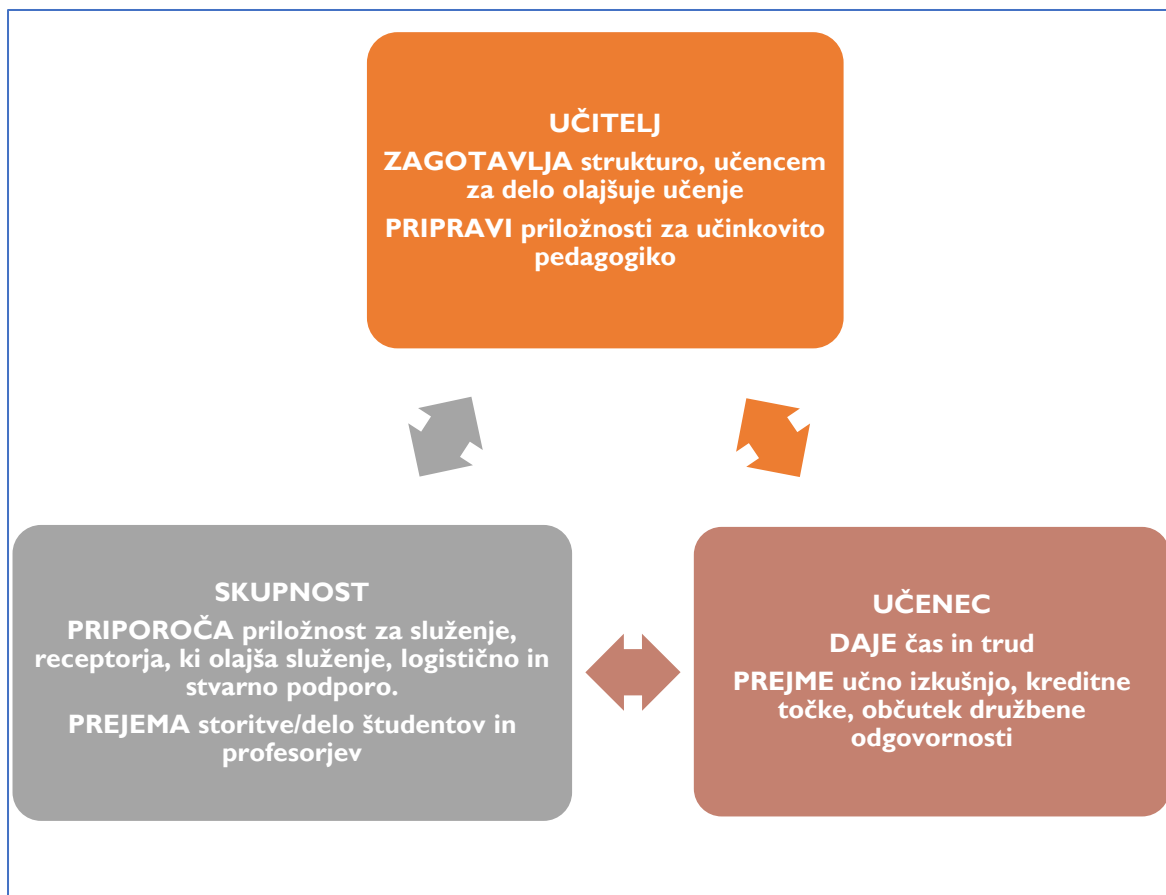 UČITELJ
ZAGOTAVLJA strukturo, učencem
za delo olajšuje učenje
PRIPRAVI priložnosti za učinkovito
pedagogiko
SKUPNOST
PRIPOROČA priložnost za služenje,
receptorja, ki olajša služenje, logistično in
stvarno podporo.
PREJEMA storitve/delo študentov in
profesorjev
UČENEC
DAJE čas in trud
PREJME učno izkušnjo, kreditne
točke, občutek družbene
odgovornosti